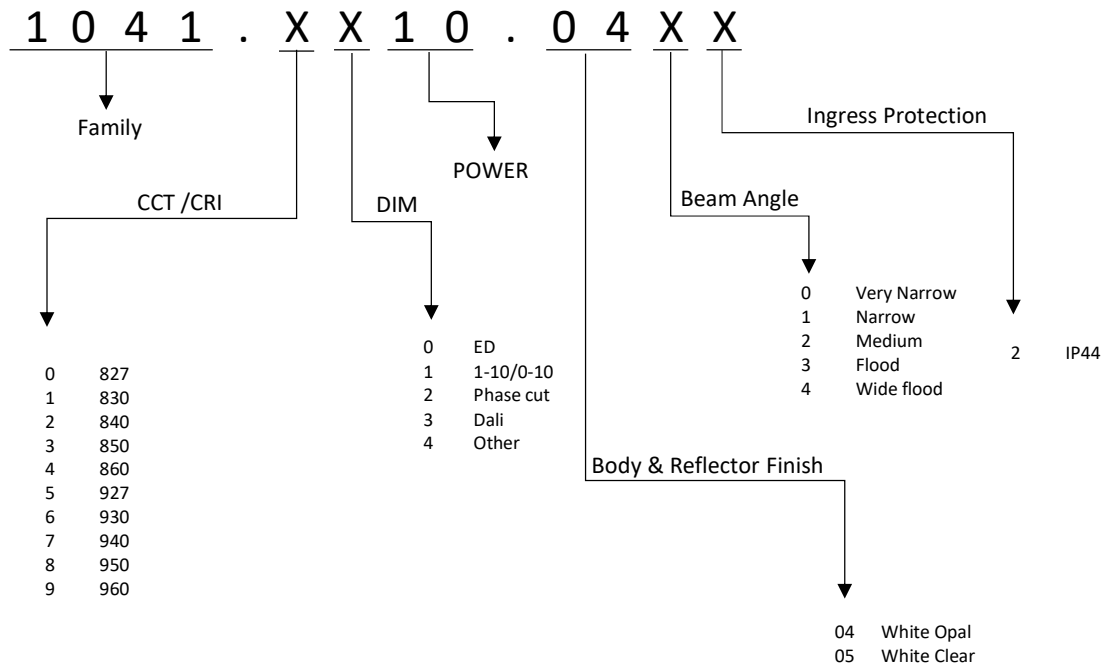 1 0 4 1 . X X 1 0 . 0 4 X X
Ingress Protection
Family
POWER
CCT /CRI
DIM
Beam Angle
0 Very Narrow
1 Narrow
2 Medium
3 Flood
4 Wide flood
2 IP44
0 ED
1 1-10/0-10
2 Phase cut
3 Dali
4 Other
0 827
1 830
2 840
3 850
4 860
5 927
6 930
7 940
8 950
9 960
Body & Reflector Finish
04 White Opal
05 White Clear